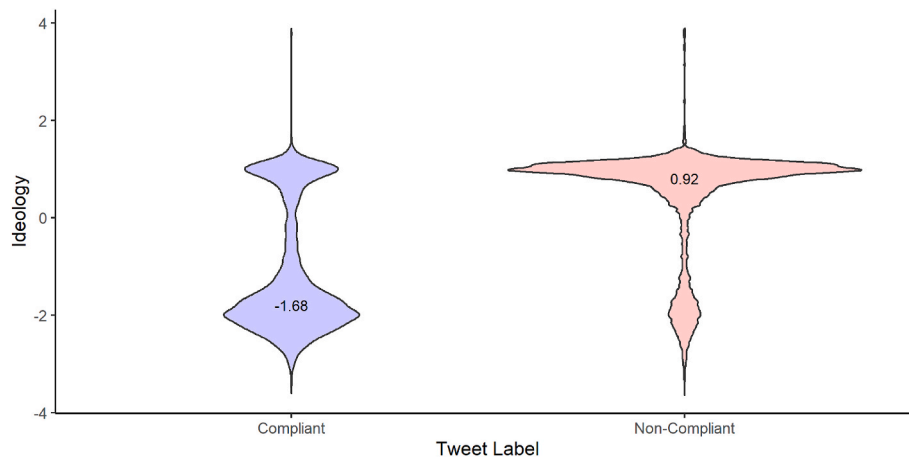 4
2
0
-2
-4
Ideology
-1.68
0.92
Compliant
Non-Compliant
Tweet Label